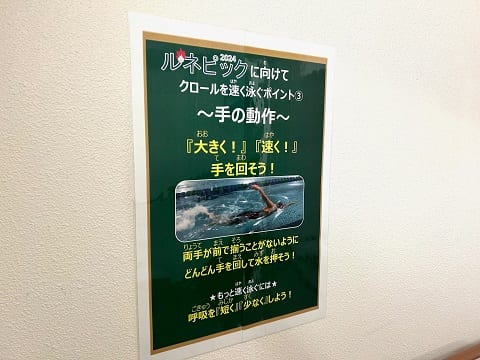 2024
ルネピックに向けて
クロールを速く泳ぐポイント③
～手の動作～
『大きく！』『速く！』
手を回そう！
両手が前で揃うことがないように
どんどん手を回して水を押そう！
★もっと速く泳ぐには★
呼吸を『短く』『少なく』しよう！